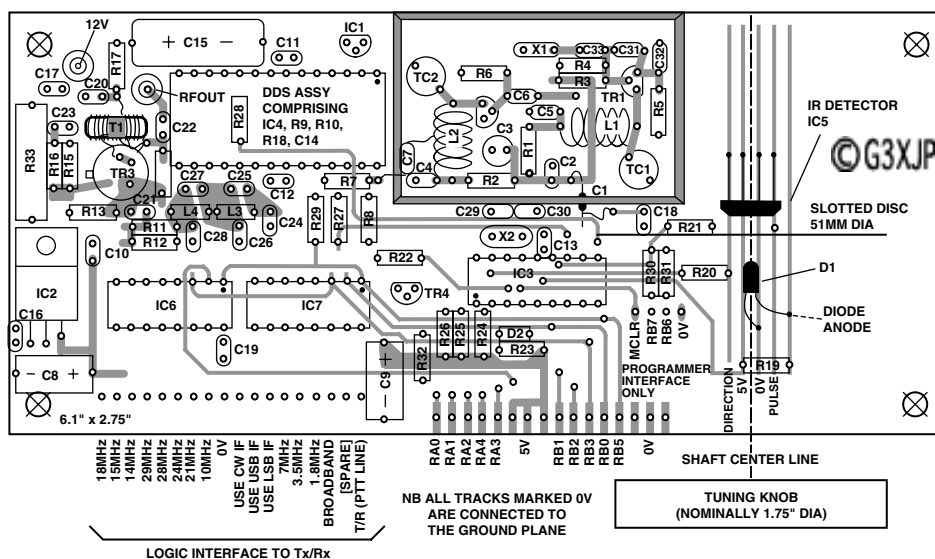 12V
C15
C11
IC1
R17
C17
C20
RFOUT
C23
T1
C22
R33
R16
R15
TR3
R28
DDS ASSY
COMPRISING
IC4, R9, R10,
R18, C14
TC2
R6
X1
C33
C31
C32
R4
R3
TR1
R5
C6
C5
C3
L2
R1
L1
C7
C4
R2
C2
TC1
C1
IR DETECTOR
IC5
©G3XJP
SLOTTED DISC
51MM DIA
C27
C25
C12
R7
R13
C21
L4
L3
C24
R29
R27
R8
C29
C30
C18
R21
R11
R12
C28
C26
C10
X2
C13
R22
IC3
R30
R31
R20
D1
IC2
IC6
IC7
TR4
C16
C19
R26
R25
R24
D2
R23
R32
MCLR
RB7
RB6
0V
DIODE
ANODE
C8
C9
PROGRAMMER
INTERFACE
ONLY
R19
DIRECTION
5V
0V
PULSE
6.1" x 2.75"
18MHz
15MHz
14MHz
29MHz
28MHz
24MHz
21MHz
10MHz
0V
USE CW IF
USE USB IF
USE LSB IF
7MHz
3.5MHz
1.8MHz
BROADBAND
[SPARE]
T/R (PTT LINE)
RA0
RA1
RA2
RA4
RA3
5V
RB1
RB2
RB3
RB0
RB5
0V
SHAFT CENTER LINE
NB ALL TRACKS MARKED 0V
ARE CONNECTED TO
THE GROUND PLANE
TUNING KNOB
(NOMINALLY 1.75" DIA)
LOGIC INTERFACE TO Tx/Rx